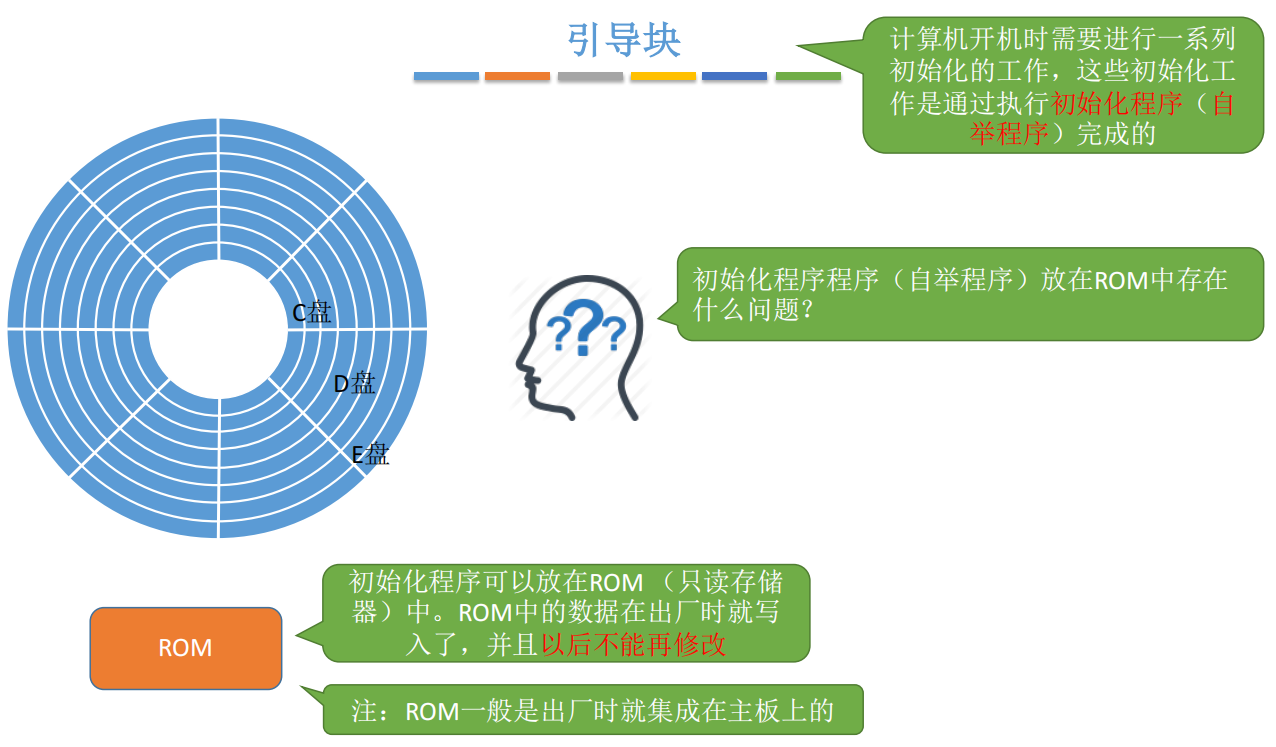 引导块
计算机开机时需要进行一系列
初始化的工作，这些初始化工
作是通过执行初始化程序（自
举程序）完成的
初始化程序程序（自举程序）放在ROM中存在
什么问题？
???
C盘
D盘
E盘
初始化程序可以放在ROM（只读存储
器）中。ROM中的数据在出厂时就写
入了，并且以后不能再修改
ROM
注：ROM一般是出厂时就集成在主板上的